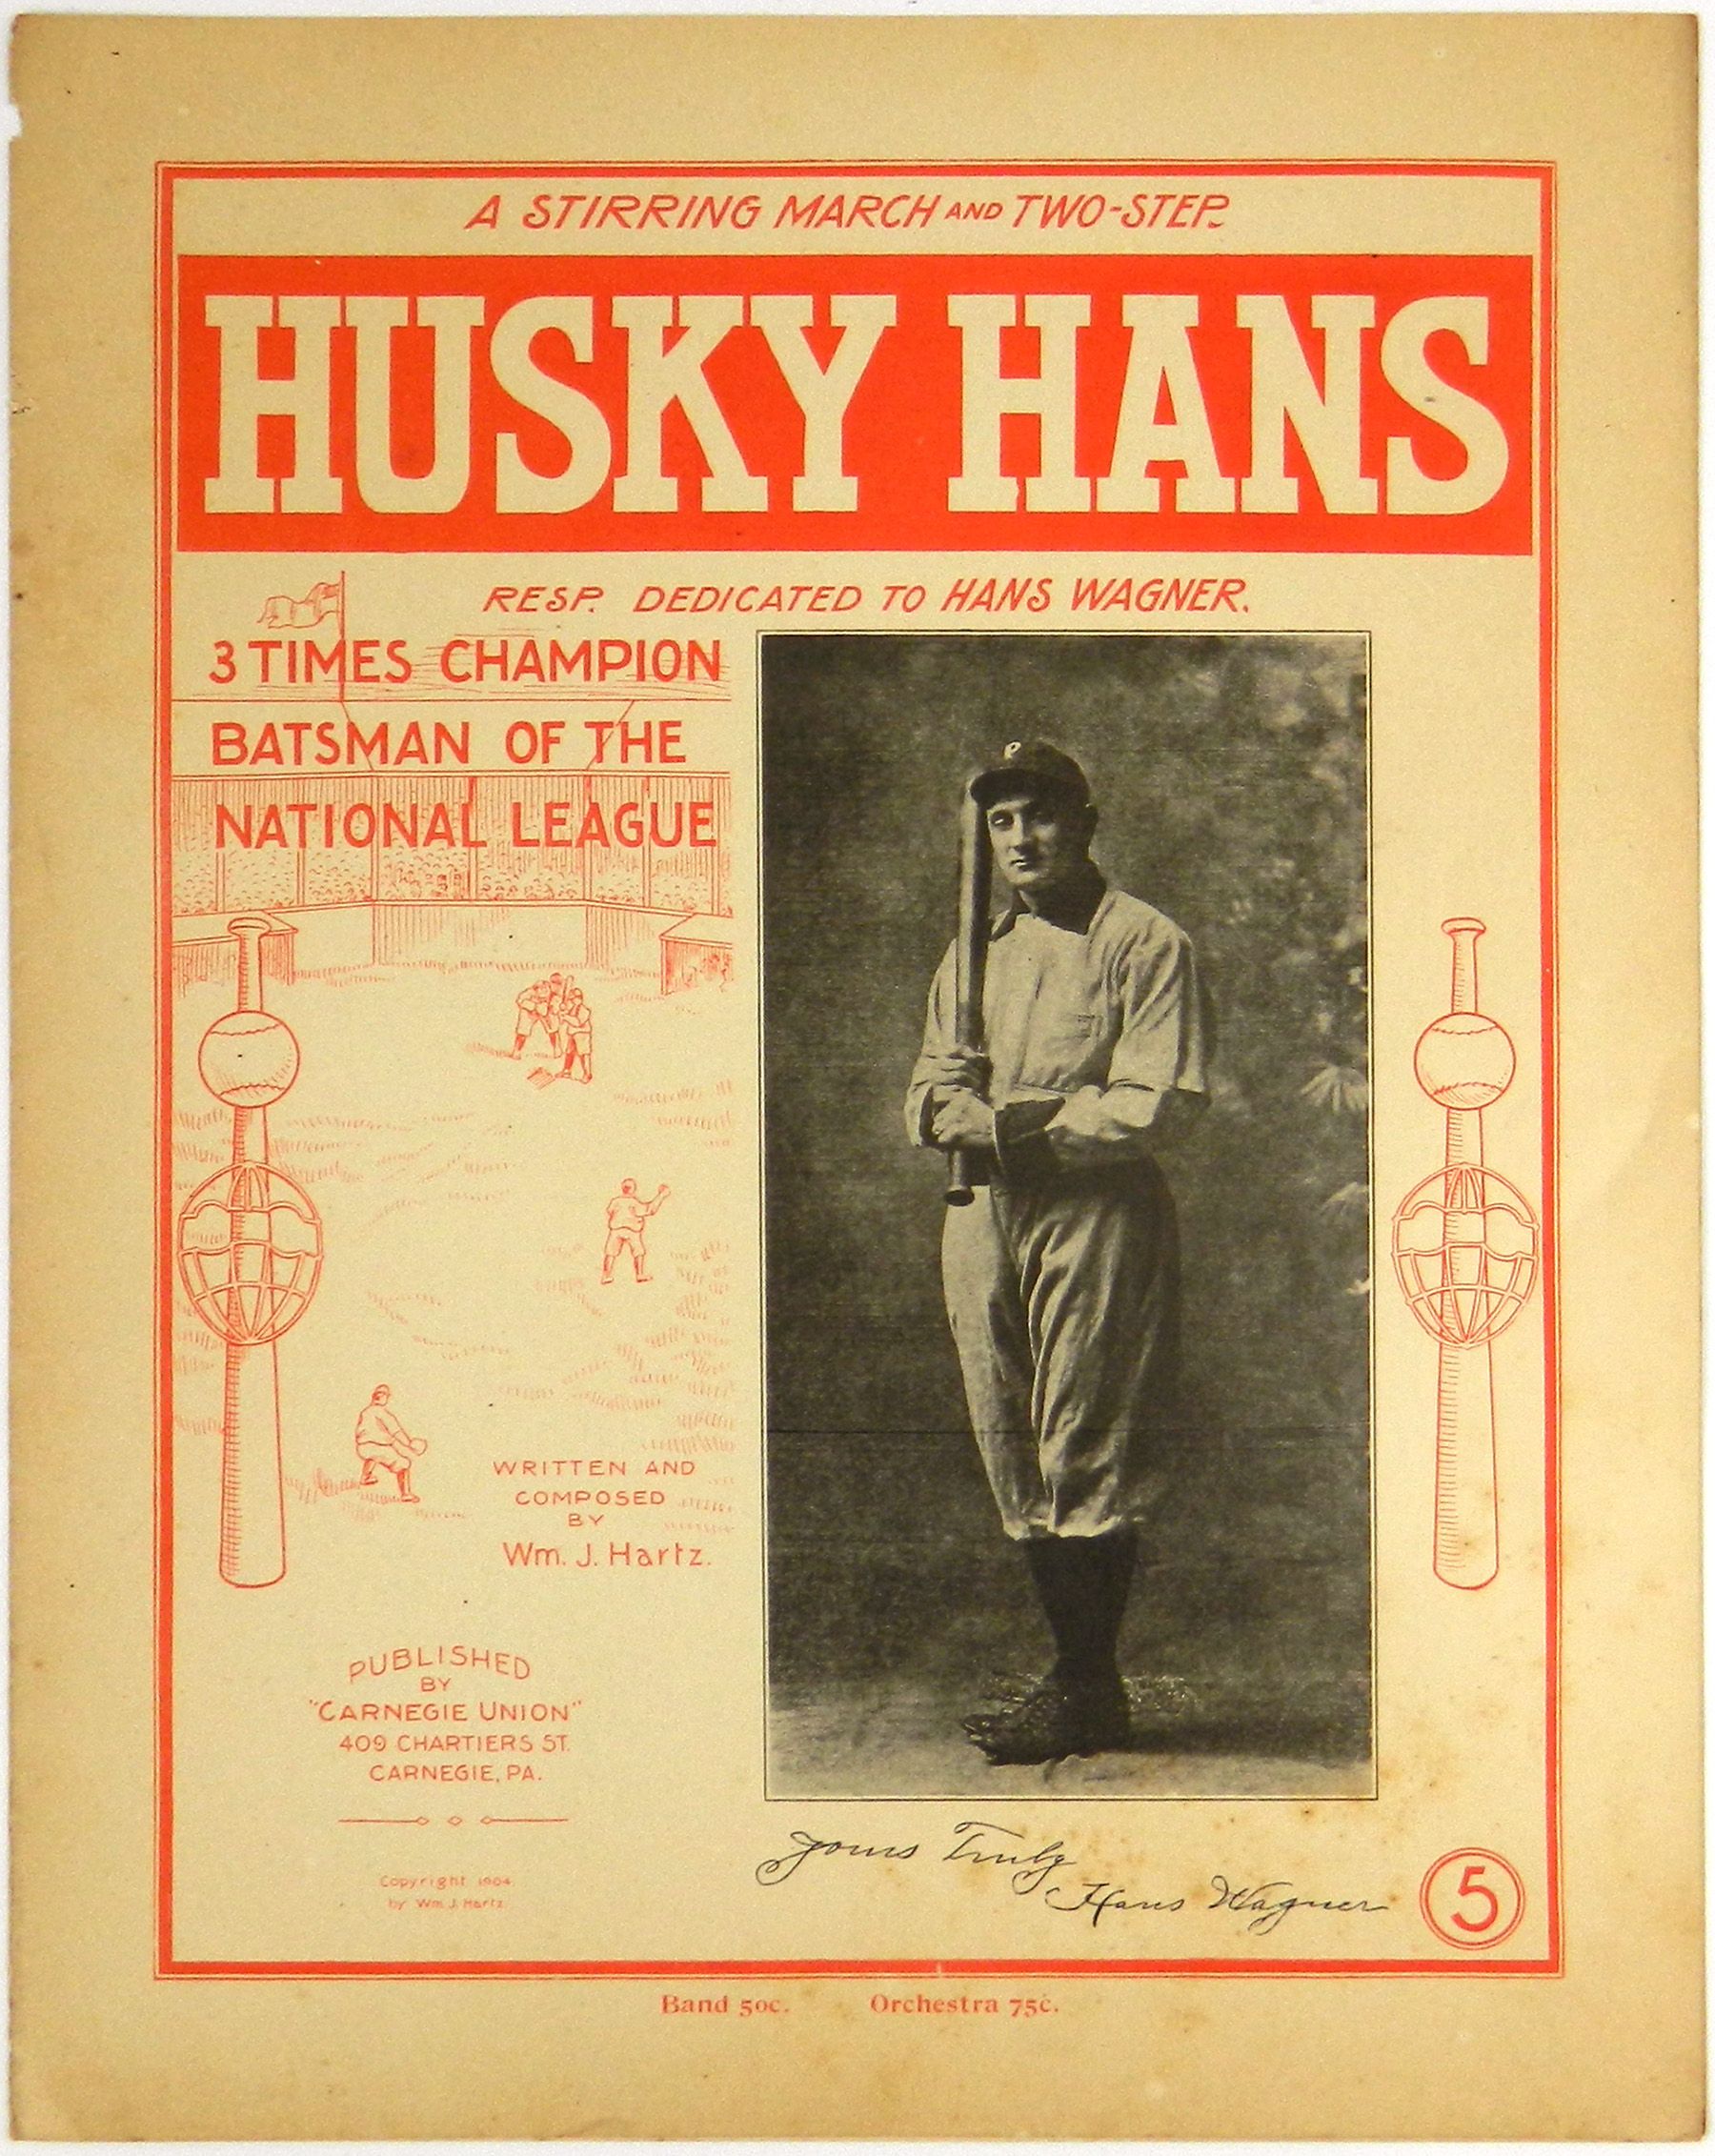 A STIRRING MARCH AND TWO-STEP.
HUSKY HANS
RESP. DEDICATED TO HANS WAGNER.
3 TIMES CHAMPION
BATSMAN OF THE
NATIONAL LEAGUE
P
WRITTEN AND
COMPOSED
BY
Wm. J. Hartz.
PUBLISHED
BY
"CARNEGIE UNION"
409 CHARTIERS ST.
CARNEGIE, PA.
Copyright 1904
by Wm. J. Hartz
Yours Truly
Hans Wagner
5
Band 50c. Orchestra 75c.